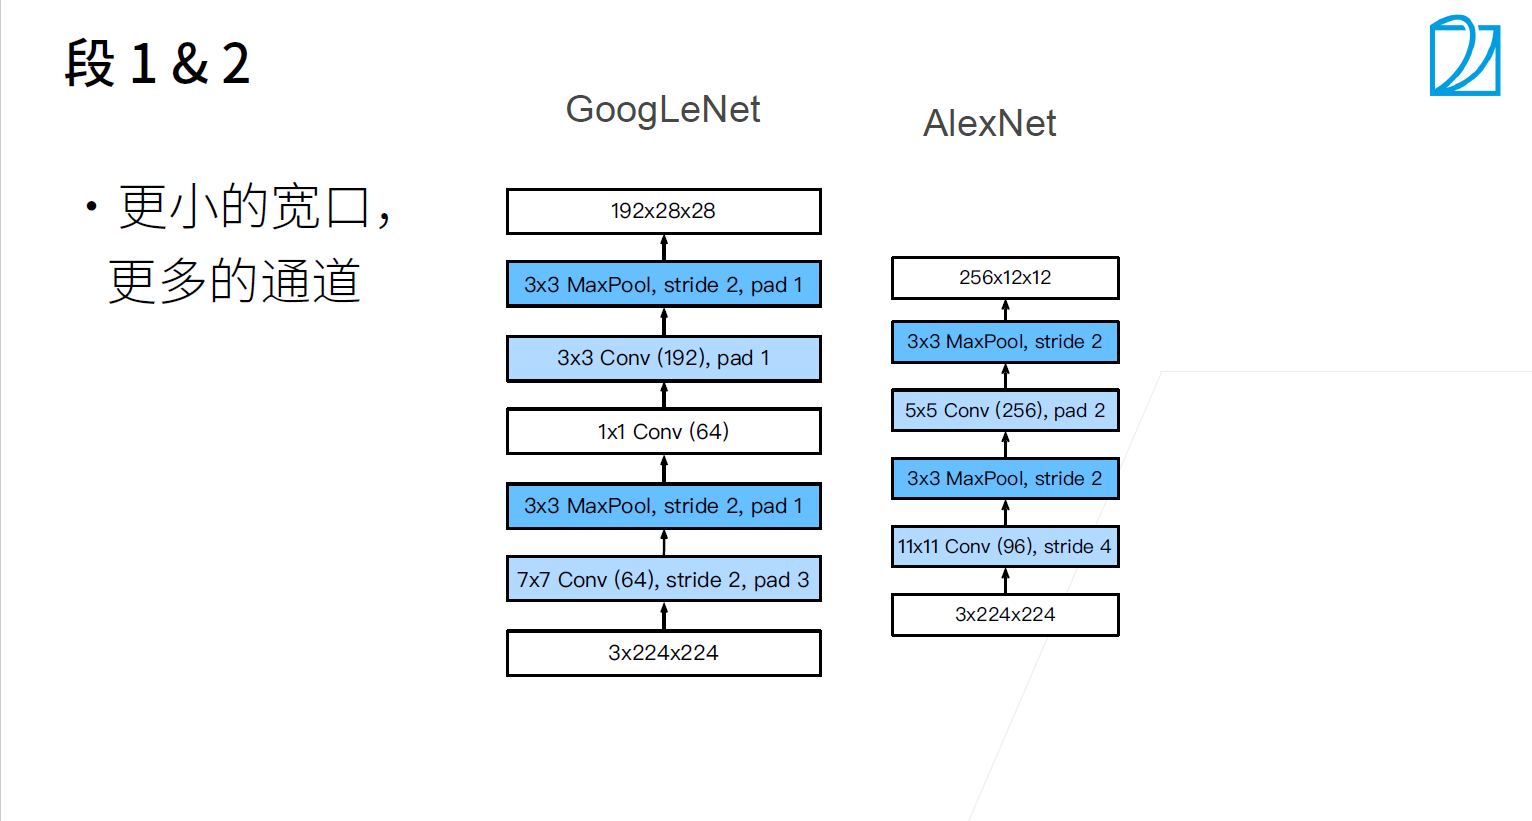 段 1 & 2
• 更小的宽口，
更多的通道
GoogLeNet
192x28x28
3x3 MaxPool, stride 2, pad 1
3x3 Conv (192), pad 1
1x1 Conv (64)
3x3 MaxPool, stride 2, pad 1
7x7 Conv (64), stride 2, pad 3
3x224x224
AlexNet
256x12x12
3x3 MaxPool, stride 2
5x5 Conv (256), pad 2
3x3 MaxPool, stride 2
11x11 Conv (96), stride 4
3x224x224